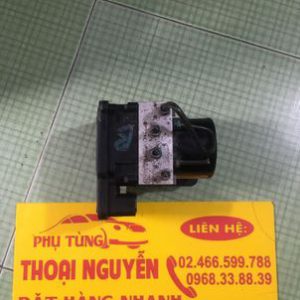 LIÊN HỆ:
PHỤ TÙNG
THOẠI NGUYỄN
02.466.599.788
0968.33.88.39
ĐẶT HÀNG NHANH